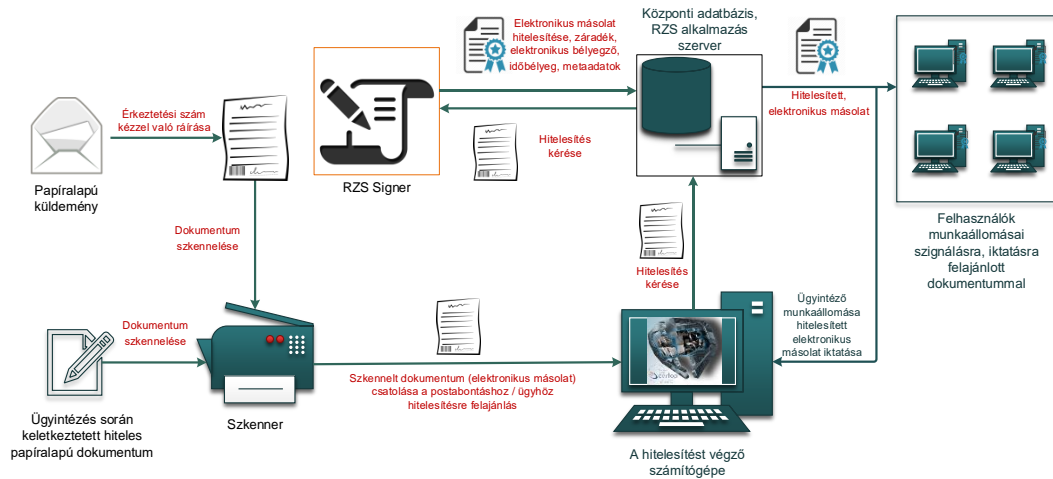 Elektronikus másolat
hitelesítése, záradék,
elektronikus bélyegző,
időbélyeg, metaadatok
Központi adatbázis,
RZS alkalmazás
szerver
Érkeztetési szám
kézzel való ráírása
Hitelesítés
kérése
Hitelesített,
elektronikus másolat
Papíralapú
küldemény
RZS Signer
Dokumentum
szkennelése
Hitelesítés
kérése
Felhasználók
munkaállomásai
szignálásra, iktatásra
felajánlott
dokumentummal
Dokumentum
szkennelése
Szkennelt dokumentum (elektronikus másolat)
csatolása a postabontáshoz / ügyhöz
hitelesítésre felajánlás
Ügyintéző
munkaállomása
hitelesített
elektronikus
másolat iktatása
Ügyintézés során
keletkeztetett hiteles
papíralapú dokumentum
Szkenner
A hitelesítést végző
számítógépe